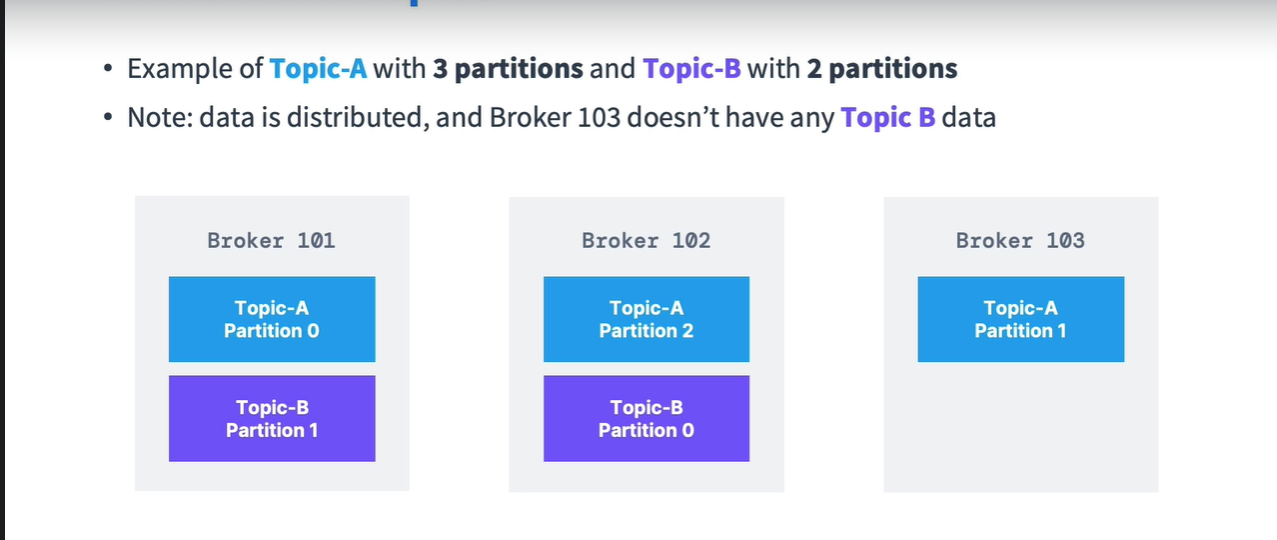 • Example of Topic-A with 3 partitions and Topic-B with 2 partitions
• Note: data is distributed, and Broker 103 doesn’t have any Topic B data
Broker 101
Topic-A
Partition 0
Topic-B
Partition 1
Broker 102
Topic-A
Partition 2
Topic-B
Partition 0
Broker 103
Topic-A
Partition 1